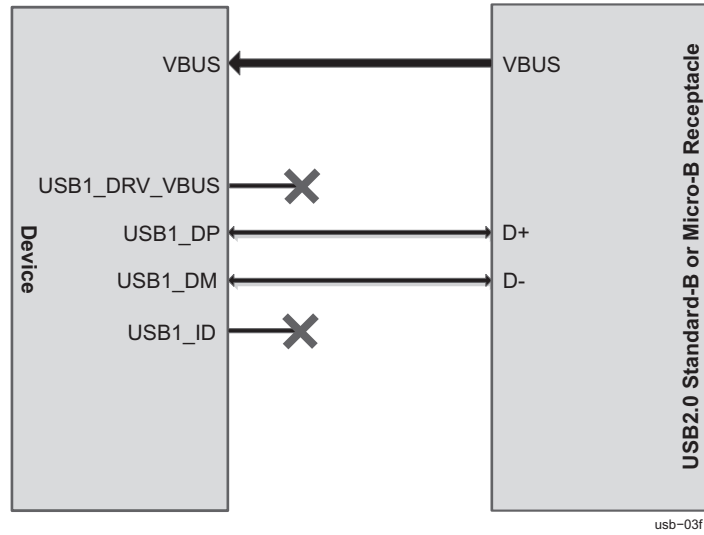 VBUS
VBUS
USB1_DRV_VBUS
USB1_DP
D+
USB1_DM
D-
USB1_ID
Device
USB2.0 Standard-B or Micro-B Receptacle
usb−03f